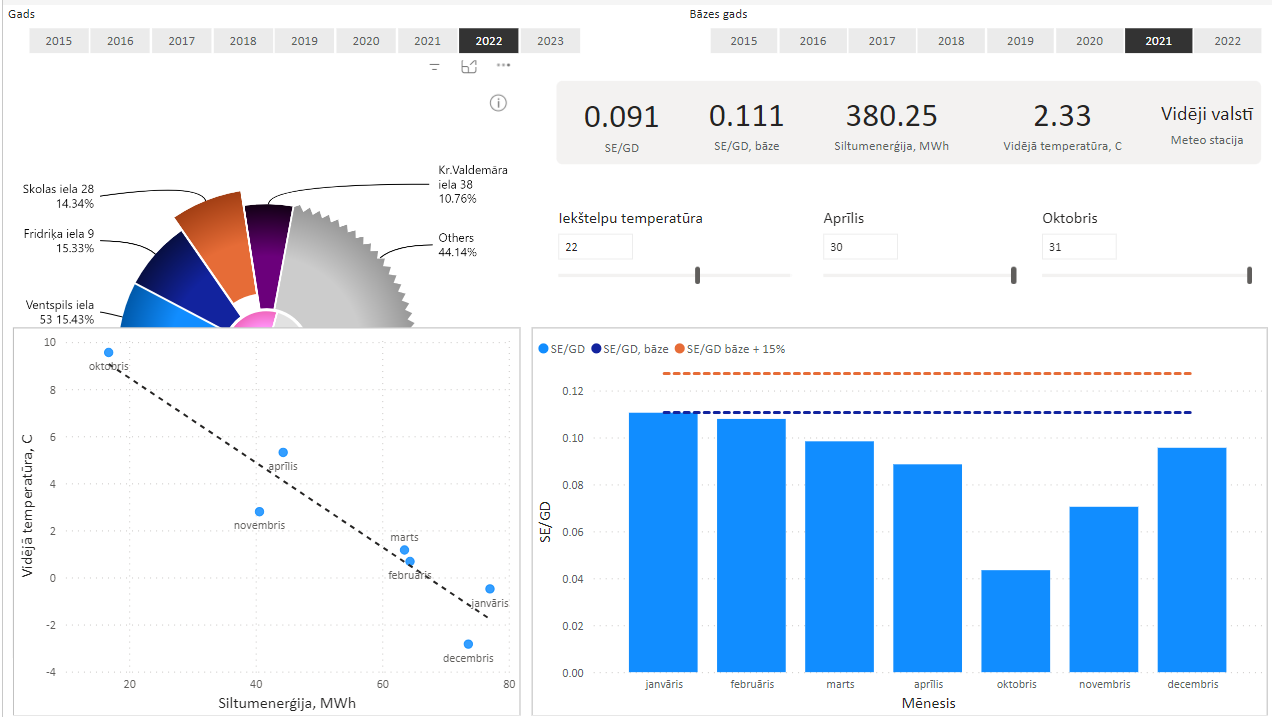 Gads
2015 2016 2017 2018 2019 2020 2021 2022 2023
Bāzes gads
2015 2016 2017 2018 2019 2020 2021 2022
0.091
SE/GD
0.111
SE/GD, bāze
380.25
Siltumenerģija, MWh
2.33
Vidējā temperatūra, C
Vidēji valstī
Meteo stacija
Skolas iela 28
14.34%
Fridriķa iela 9
15.33%
Ventspils iela
53 15.43%
Kr.Valdemāra
iela 38
10.76%
Others
44.14%
Iekštelpu temperatūra
22
Aprīlis
30
Oktobris
31
10
8
6
4
2
0
-2
-4
Vidējā temperatūra, C
oktobris
aprīlis
novembris
marts
februāris
janvāris
decembris
20 40 60 80
Siltumenerģija, MWh
SE/GD SE/GD, bāze SE/GD bāze + 15%
0.12
0.10
0.08
0.06
0.04
0.02
0.00
SE/GD
janvāris februāris marts aprīlis oktobris novembris decembris
Mēnesis